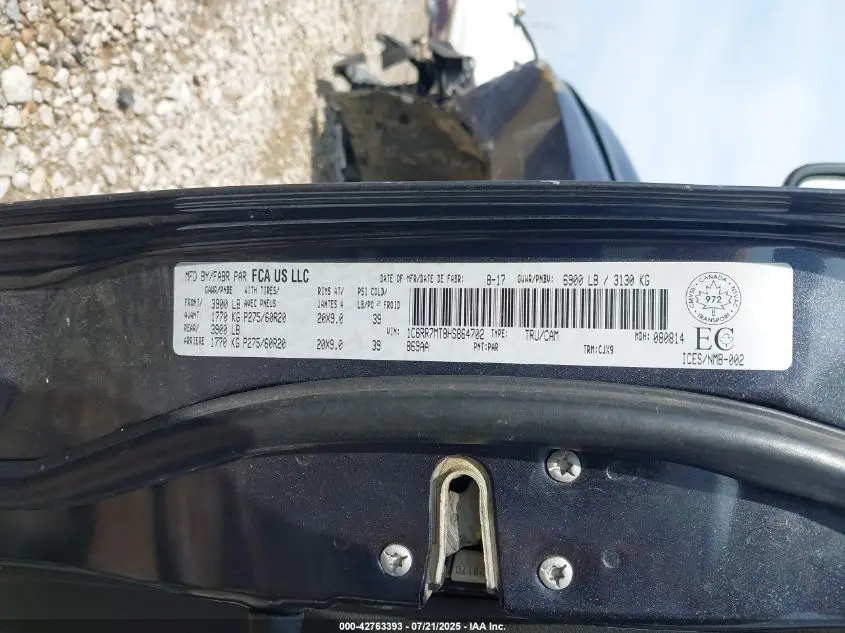 MFD BY/FABR PAR FCA US LLC
DATE OF MFR/DATE DE FABR: 8-17 GVWR/PNBV: 6900 LB / 3130 KG
GAWR/PNBE WITH TIRES/ RIMS AT/ PSI COLD/
FRONT/ 3900 LB AVEC PNEUS JANTES A LB/PO² FROID
AVANT 1770 KG P275/60R20 20X9.0 39
REAR/ 3900 LB
ARRIERE 1770 KG P275/60R20 20X9.0 39
VIN: 1C6RR7MT8HS864702 TYPE: TRU/CAM MDH: 080814
B69AA PNT:PAR TRM:CJX9
CANADA
972
TRANSPORT
EC
ICES/NMB-002
000-42763393 / 07/21/2025 - IAA Inc.